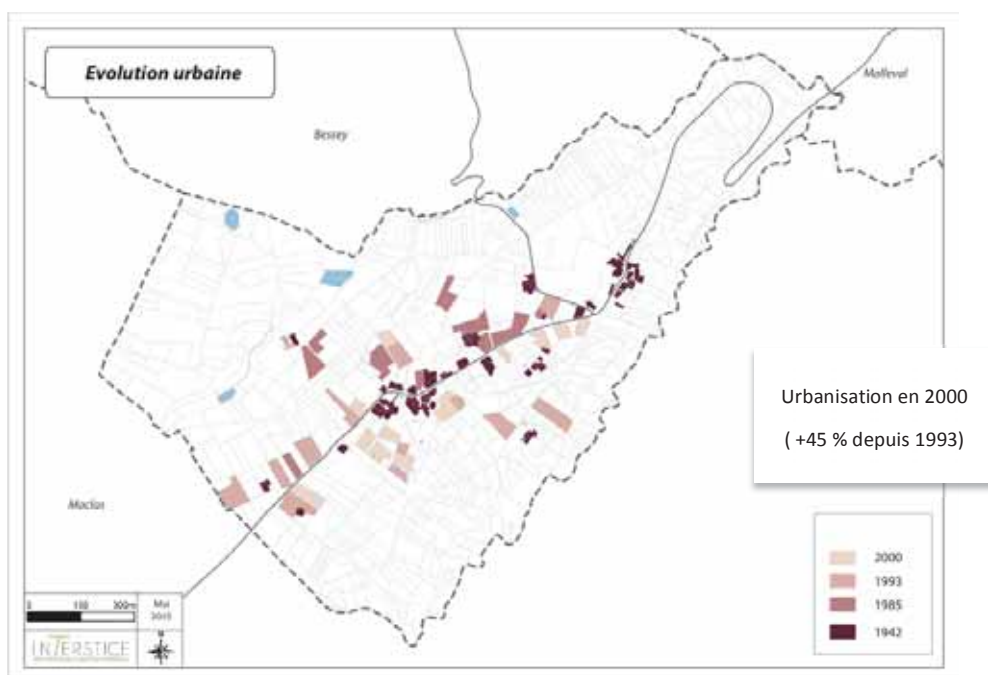 Evolution urbaine
Malleval
Bessey
Urbanisation en 2000
( +45 % depuis 1993)
Maclas
2000
1993
1985
1942
0 100 300m
Mai
INTERSTICE